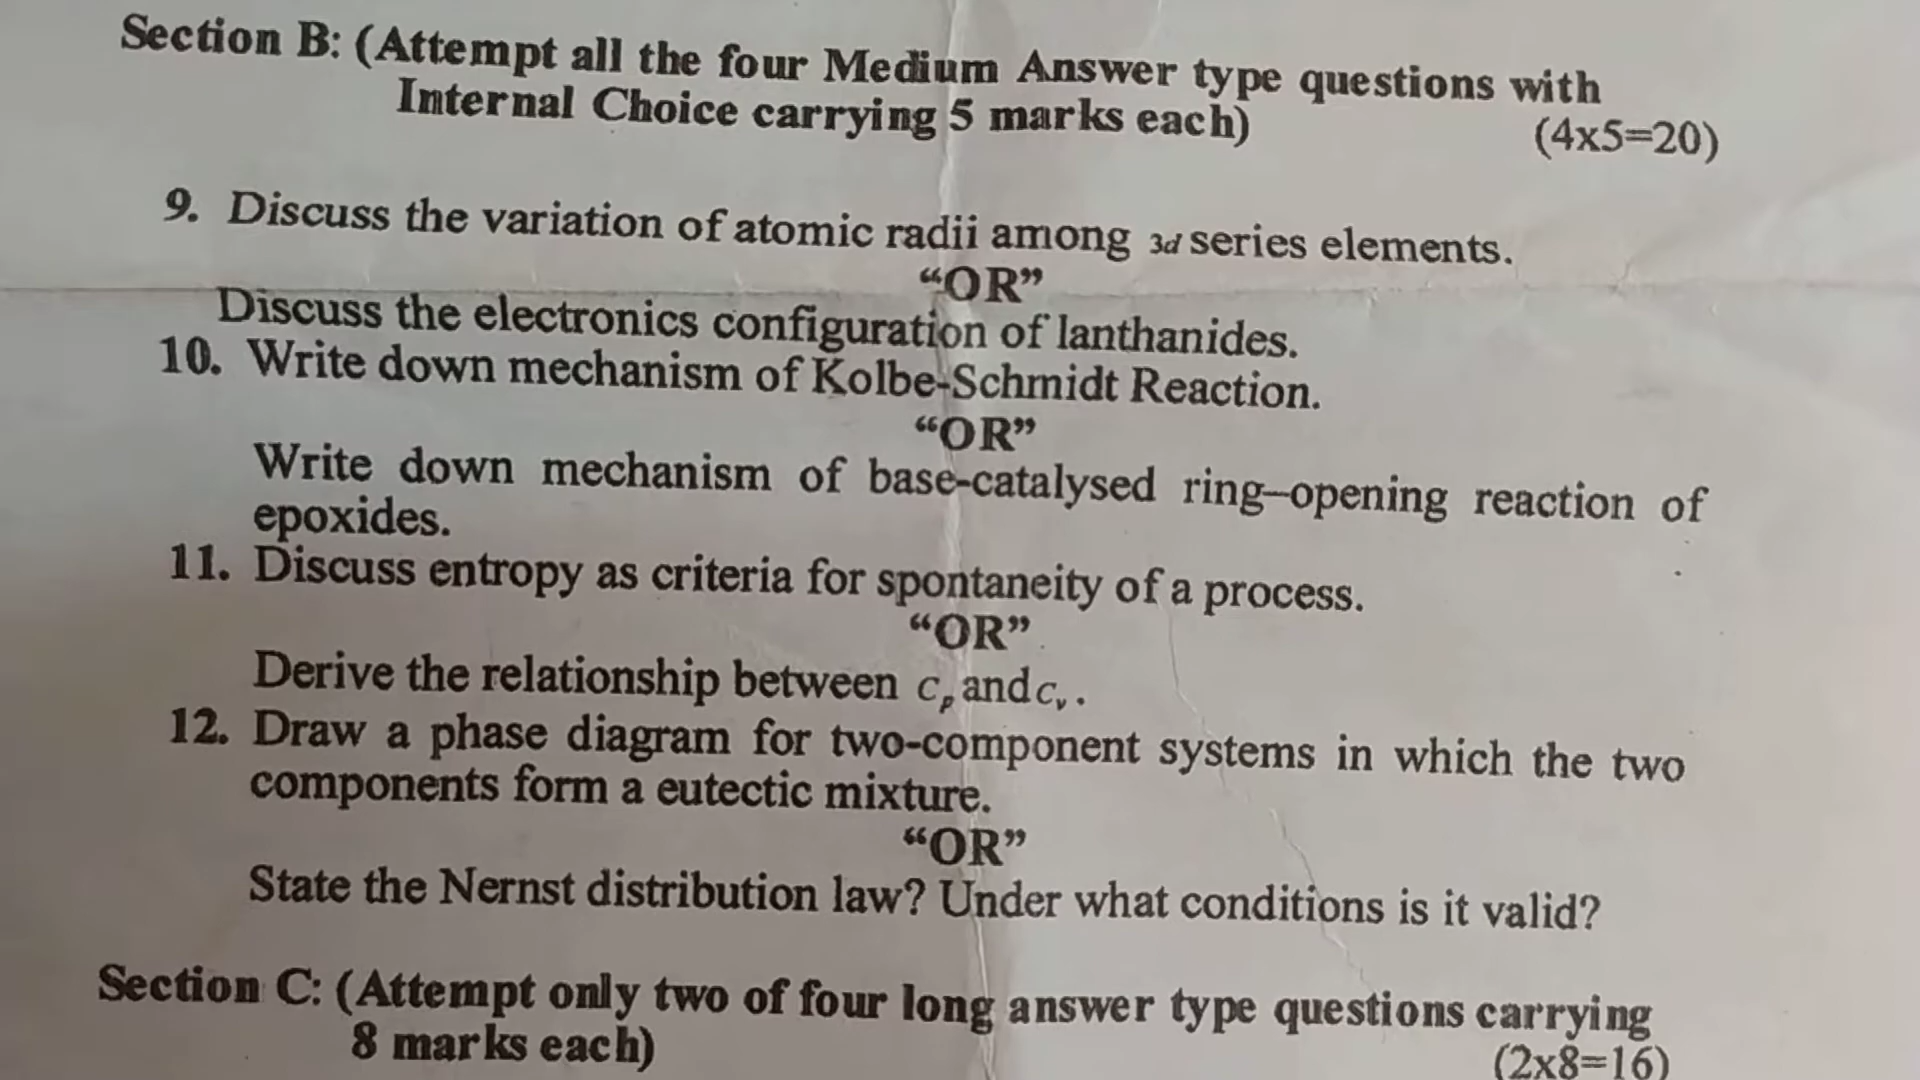 Section B: (Attempt all the four Medium Answer type questions with
Internal Choice carrying 5 marks each)
(4x5=20)
9. Discuss the variation of atomic radii among 3d series elements.
“OR”
Discuss the electronics configuration of lanthanides.
10. Write down mechanism of Kolbe-Schmidt Reaction.
“OR”
Write down mechanism of base-catalysed ring–opening reaction of
epoxides.
11. Discuss entropy as criteria for spontaneity of a process.
“OR”
Derive the relationship between cₚ and cᵥ.
12. Draw a phase diagram for two-component systems in which the two
components form a eutectic mixture.
“OR”
State the Nernst distribution law? Under what conditions is it valid?
Section C: (Attempt only two of four long answer type questions carrying
8 marks each)
(2x8=16)